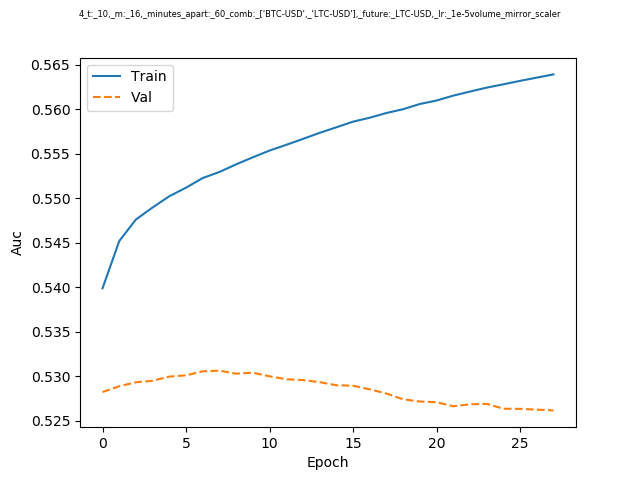 4_t:_10,_m:_16,_minutes_apart:_60_comb:_['BTC-USD',_'LTC-USD'],_future:_LTC-USD,_lr:_1e-5volume_mirror_scaler
0.565
0.560
0.555
0.550
0.545
0.540
0.535
0.530
0.525
Auc
Train
Val
0 5 10 15 20 25
Epoch